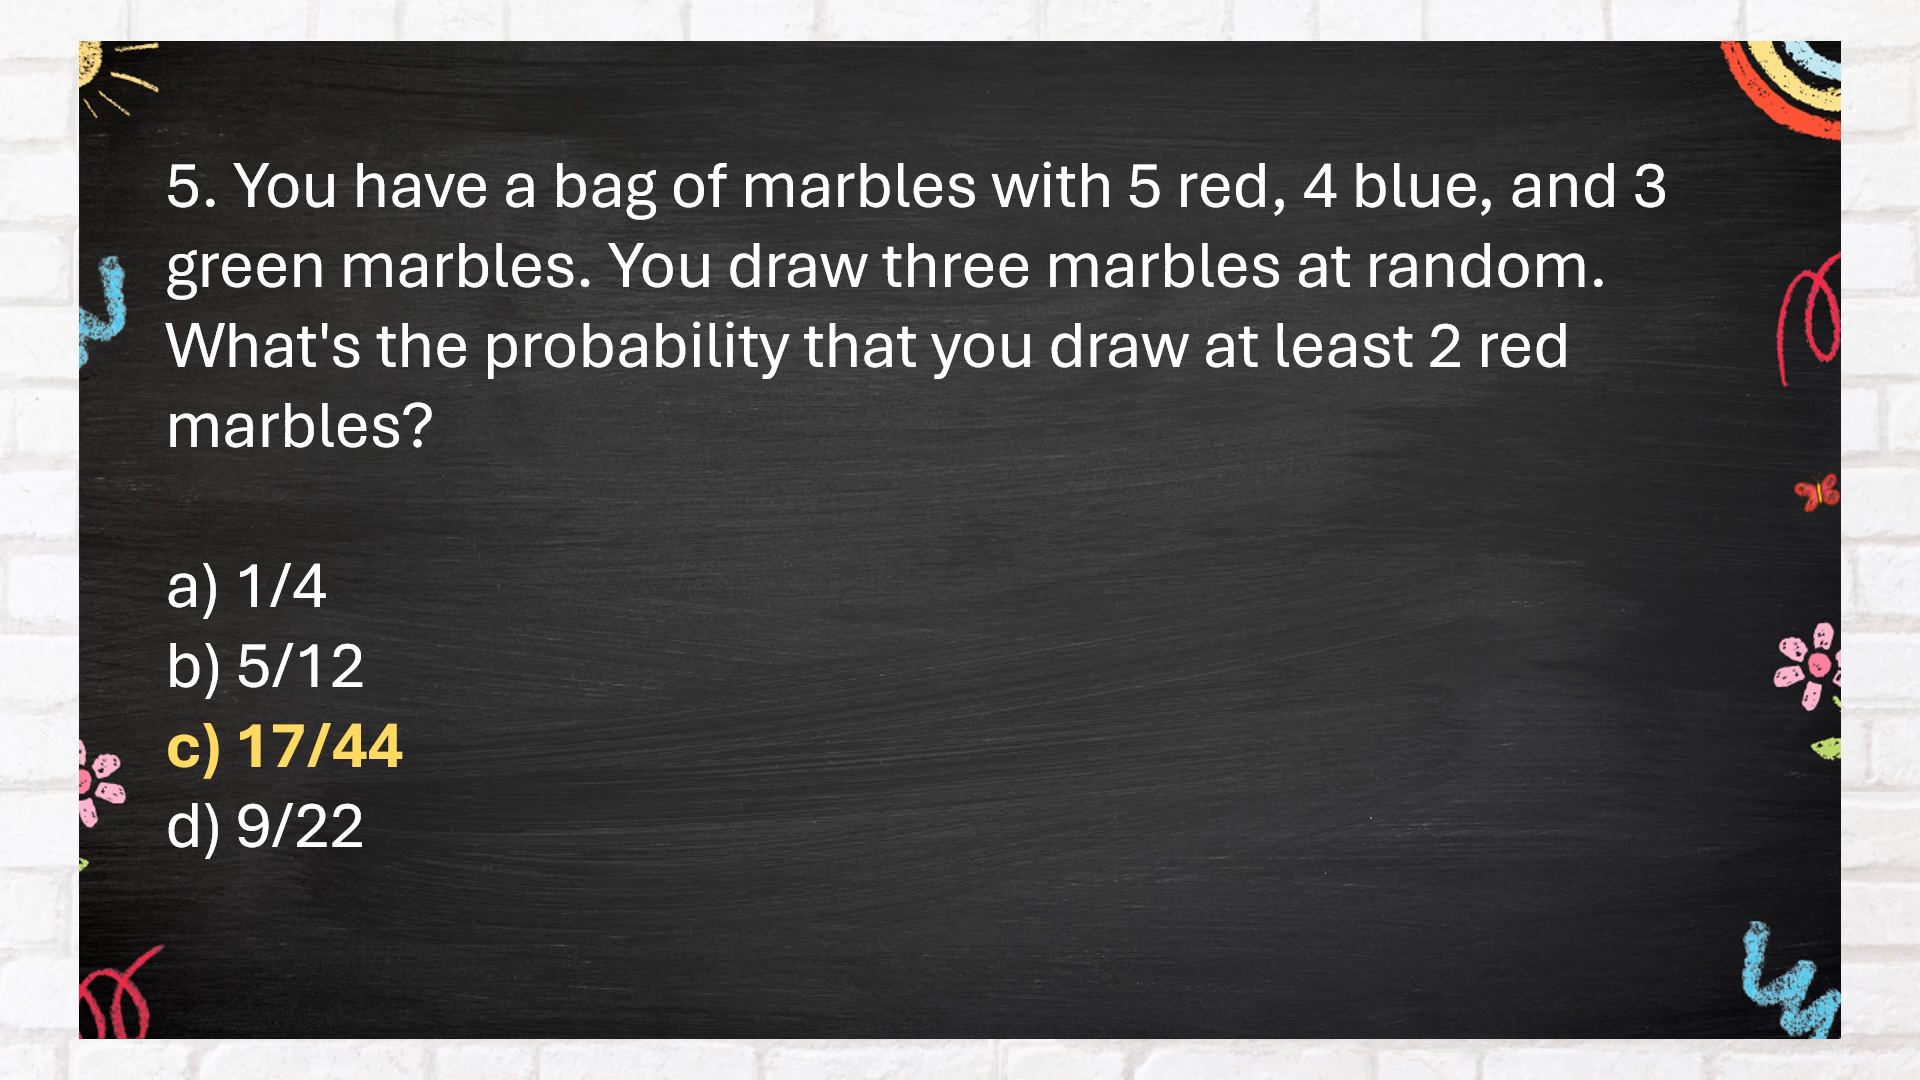 5. You have a bag of marbles with 5 red, 4 blue, and 3
green marbles. You draw three marbles at random.
What's the probability that you draw at least 2 red
marbles?
a) 1/4
b) 5/12
c) 17/44
d) 9/22